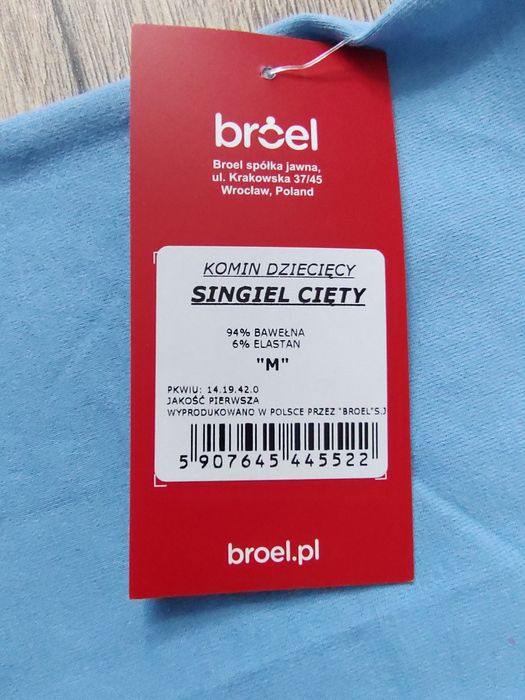 broel
Broel spółka jawna,
ul. Krakowska 37/45
Wrocław, Poland
KOMIN DZIECIĘCY
SINGIEL CIĘTY
94% BAWEŁNA
6% ELASTAN
"M"
PKWIU: 14.19.42.0
JAKOŚĆ PIERWSZA
WYPRODUKOWANO W POLSCE PRZEZ "BROEL"S.J
5 907645 445522
broel.pl